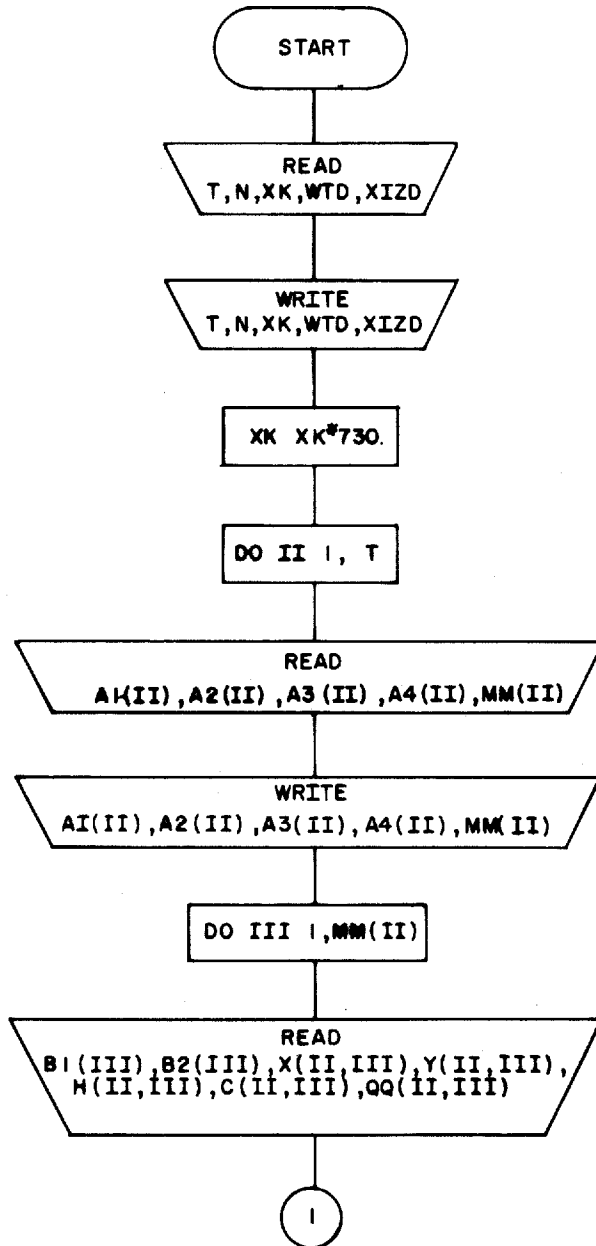 START
READ
T,N,XK,WTD,XIZD
WRITE
T,N,XK,WTD,XIZD
XK XK*730.
DO II 1, T
READ
A1(II),A2(II),A3(II),A4(II),MM(II)
WRITE
A1(II),A2(II),A3(II),A4(II),MM(II)
DO III 1,MM(II)
READ
B1(III),B2(III),X(II,III),Y(II,III),
H(II,III),C(II,III),QQ(II,III)
1